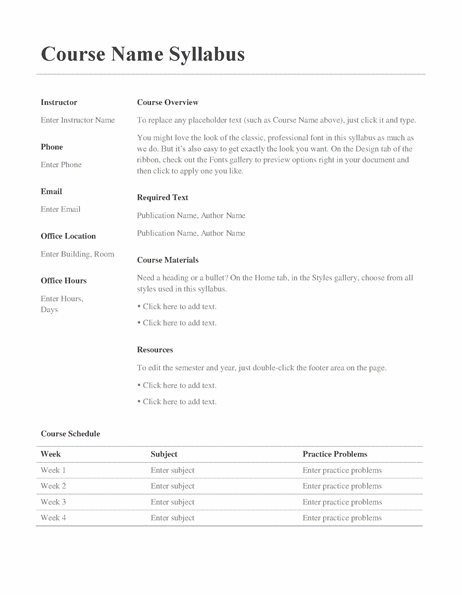 Course Name Syllabus
Instructor
Enter Instructor Name
Phone
Enter Phone
Email
Enter Email
Office Location
Enter Building, Room
Office Hours
Enter Hours,
Days
Course Overview
To replace any placeholder text (such as Course Name above), just click it and type.
You might love the look of the classic, professional font in this syllabus as much as
we do. But it's also easy to get exactly the look you want. On the Design tab of the
ribbon, check out the Fonts gallery to preview options right in your document and
then click to apply one you like.
Required Text
Publication Name, Author Name
Publication Name, Author Name
Course Materials
Need a heading or a bullet? On the Home tab, in the Styles gallery, choose from all
styles used in this syllabus.
• Click here to add text.
• Click here to add text.
Resources
To edit the semester and year, just double-click the footer area on the page.
• Click here to add text.
• Click here to add text.
Course Schedule
Week Subject Practice Problems
Week 1 Enter subject Enter practice problems
Week 2 Enter subject Enter practice problems
Week 3 Enter subject Enter practice problems
Week 4 Enter subject Enter practice problems